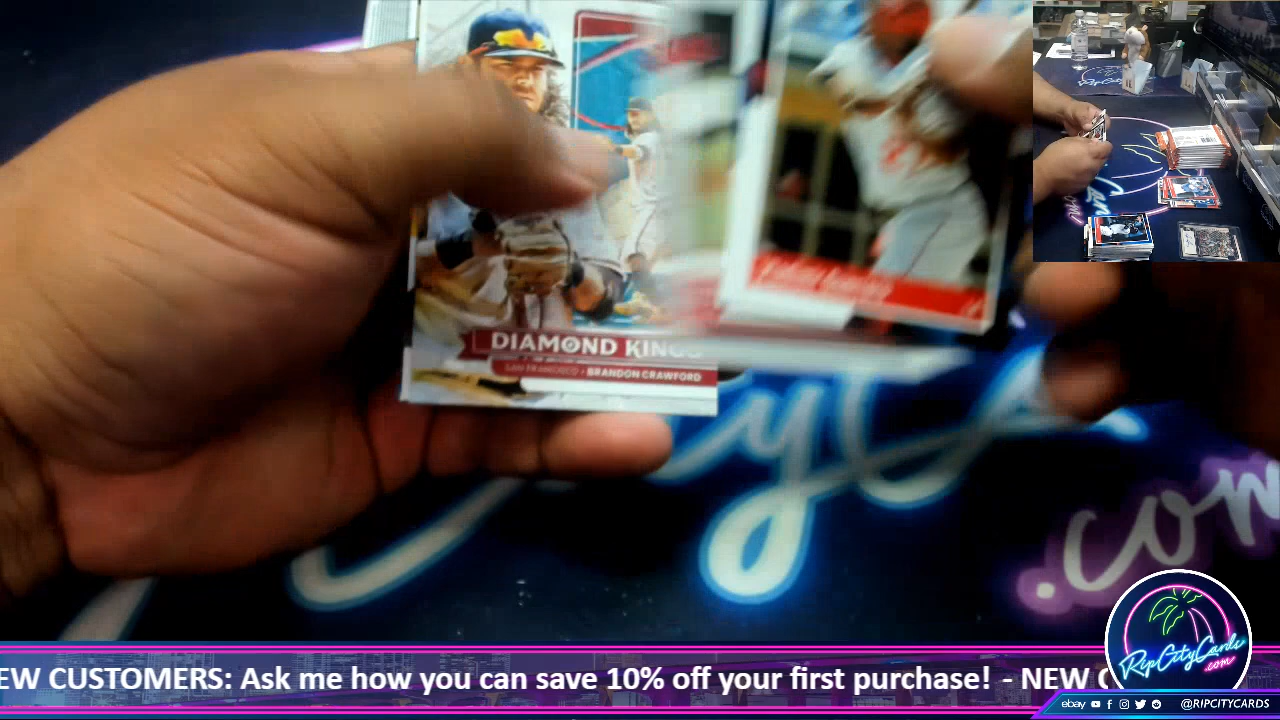 DIAMOND KINGS
SAN FRANCISCO • BRANDON CRAWFORD
.com
EW CUSTOMERS: Ask me how you can save 10% off your first purchase! - NEW C
RipCityCards
.com
ebay
@RIPCITYCARDS